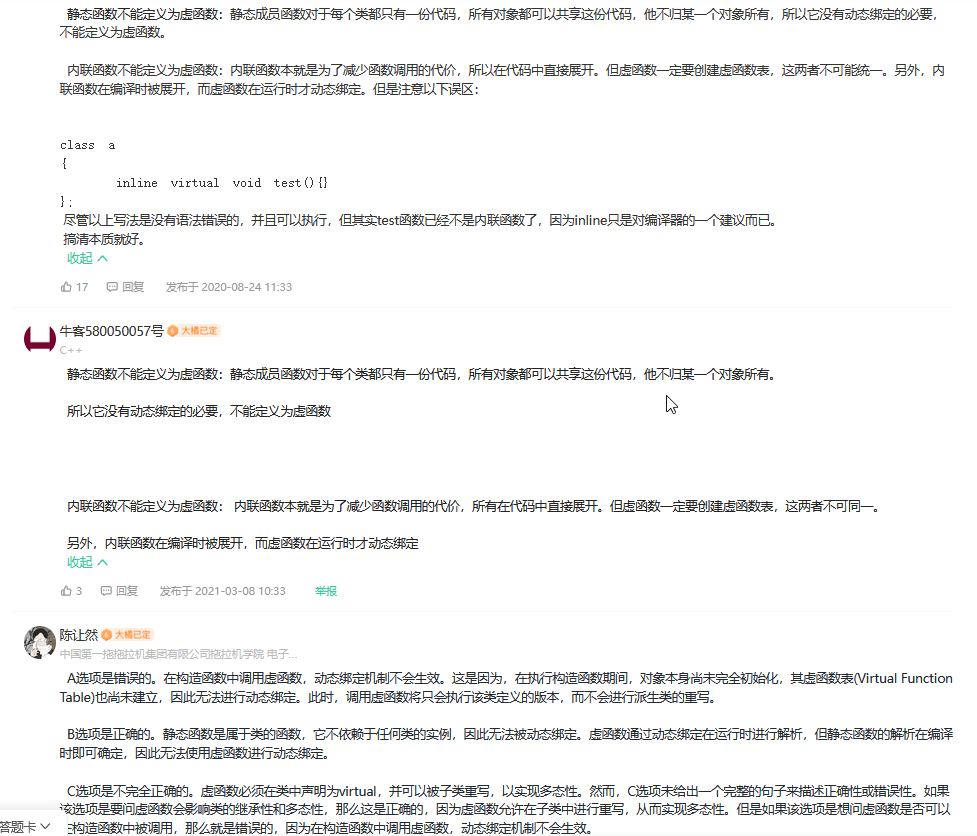 静态函数不能定义为虚函数：静态成员函数对于每个类都只有一份代码，所有对象都可以共享这份代码，他不归某一个对象所有，所以它没有动态绑定的必要，
不能定义为虚函数。
内联函数不能定义为虚函数：内联函数本就是为了减少函数调用的代价，所以在代码中直接展开。但虚函数一定要创建虚函数表，这两者不可能统一。另外，内
联函数在编译时被展开，而虚函数在运行时才动态绑定。但是注意以下误区：
class a
{
inline virtual void test(){}
};
尽管以上写法是没有语法错误的，并且可以执行，但其实test函数已经不是内联函数了，因为inline只是对编译器的一个建议而已。
搞清本质就好。
收起
17 回复 发布于 2020-08-24 11:33
牛客580050057号 大橘已定
C++
静态函数不能定义为虚函数：静态成员函数对于每个类都只有一份代码，所有对象都可以共享这份代码，他不归某一个对象所有。
所以它没有动态绑定的必要，不能定义为虚函数
内联函数不能定义为虚函数： 内联函数本就是为了减少函数调用的代价，所有在代码中直接展开。但虚函数一定要创建虚函数表，这两者不可同一。
另外，内联函数在编译时被展开，而虚函数在运行时才动态绑定
收起
3 回复 发布于 2021-03-08 10:33 举报
陈让然 大橘已定
中国第一拖拖拉机集团有限公司拖拉机学院 电子...
A选项是错误的。在构造函数中调用虚函数，动态绑定机制不会生效。这是因为，在执行构造函数期间，对象本身尚未完全初始化，其虚函数表(Virtual Function
Table)也尚未建立，因此无法进行动态绑定。此时，调用虚函数将只会执行该类定义的版本，而不会进行派生类的重写。
B选项是正确的。静态函数是属于类的函数，它不依赖于任何类的实例，因此无法被动态绑定。虚函数通过动态绑定在运行时进行解析，但静态函数的解析在编译
时即可确定，因此无法使用虚函数进行动态绑定。
C选项是不完全正确的。虚函数必须在类中声明为virtual，并可以被子类重写，以实现多态性。然而，C选项未给出一个完整的句子来描述正确性或错误性。如果
该选项是要问虚函数会影响类的继承性和多态性，那么这是正确的，因为虚函数允许在子类中进行重写，从而实现多态性。但是如果该选项是想问虚函数是否可以
答题卡 构造函数中被调用，那么就是错误的，因为在构造函数中调用虚函数，动态绑定机制不会生效。